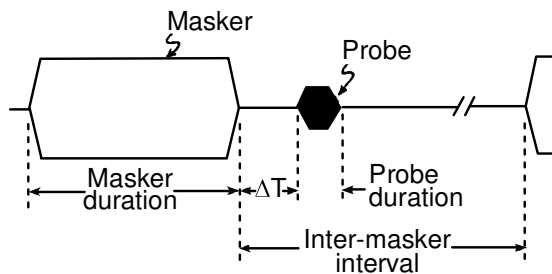 Masker
Probe
Masker
duration
ΔT
Probe
duration
Inter-masker
interval